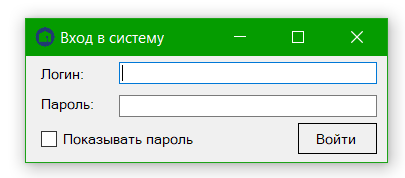 Вход в систему
Логин:
Пароль:
Показывать пароль
Войти